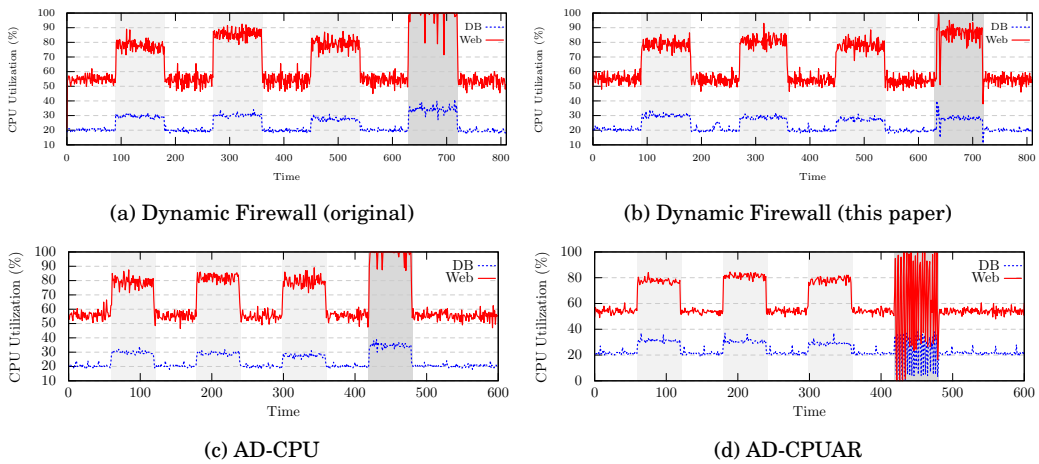 CPU Utilization (%)
100
90
80
70
60
50
40
30
20
10
DB
Web
0 100 200 300 400 500 600 700 800
Time
(a) Dynamic Firewall (original)
CPU Utilization (%)
100
90
80
70
60
50
40
30
20
10
DB
Web
0 100 200 300 400 500 600 700 800
Time
(b) Dynamic Firewall (this paper)
CPU Utilization (%)
100
90
80
70
60
50
40
30
20
10
DB
Web
0 100 200 300 400 500 600
Time
(c) AD-CPU
CPU Utilization (%)
100
80
60
40
20
0
DB
Web
0 100 200 300 400 500 600
Time
(d) AD-CPUAR